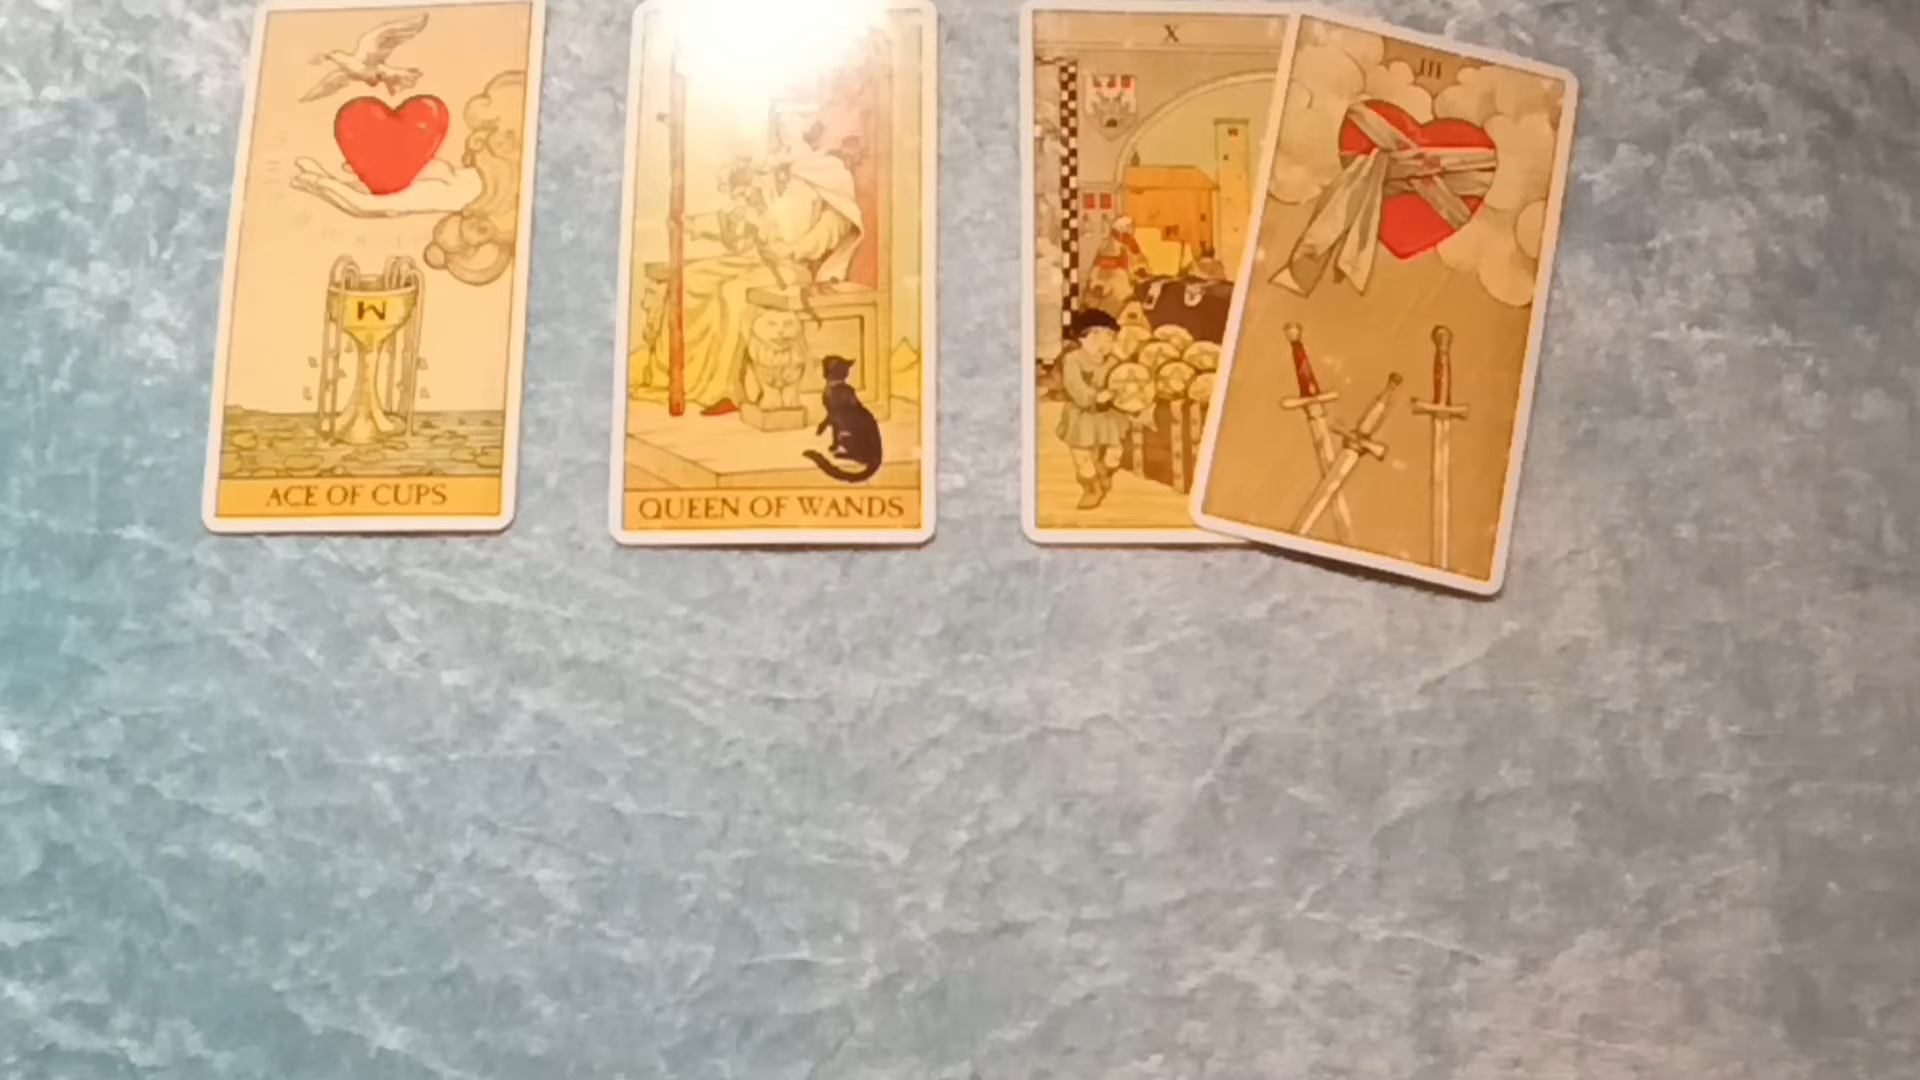 ACE OF CUPS
M
QUEEN OF WANDS
X
III